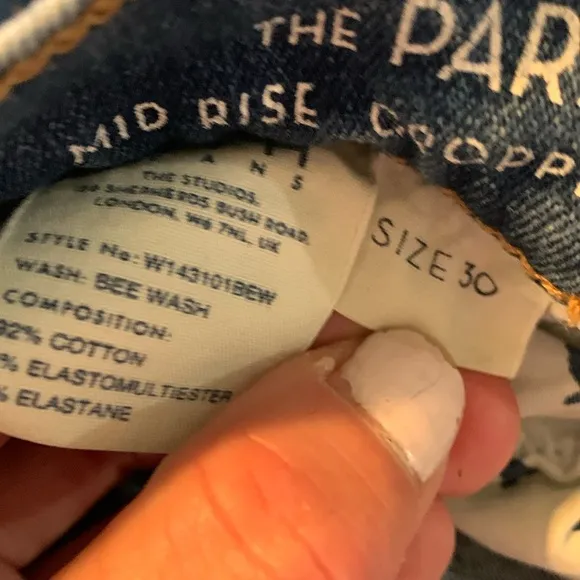 THE PAR
MID RISE CROPP
ANS
THE STUDIOS,
SHEPHERDS BUSH ROAD,
LONDON, W6 7NL, UK
STYLE No: W143101BEW
WASH: BEE WASH
COMPOSITION:
92% COTTON
% ELASTOMULTIESTER
% ELASTANE
SIZE 30